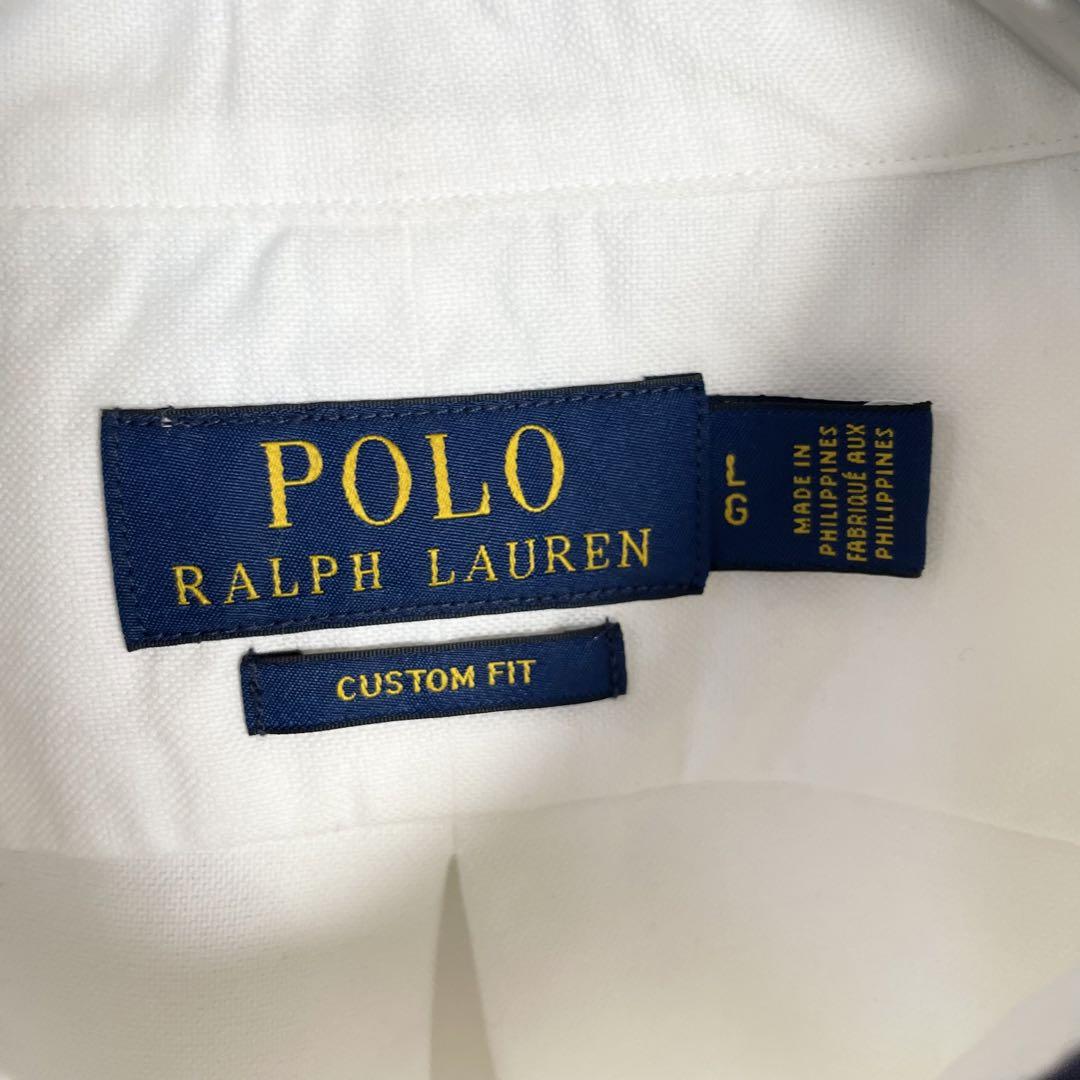 POLO
RALPH LAUREN
CUSTOM FIT
L
G
MADE IN
PHILIPPINES
FABRIQUÉ AUX
PHILIPPINES